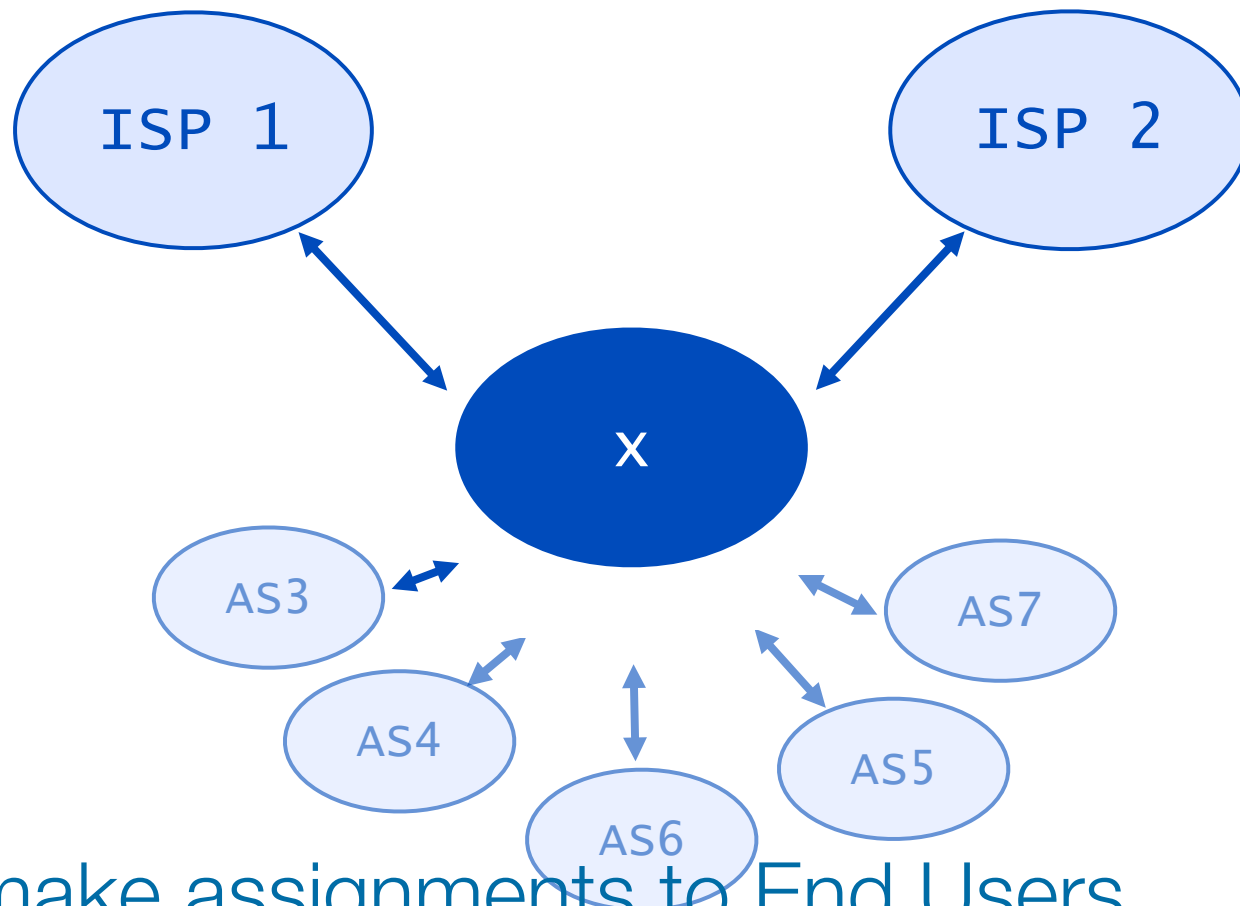 ISP 1
ISP 2
x
AS3
AS7
AS4
AS5
AS6
make assignments to End Users